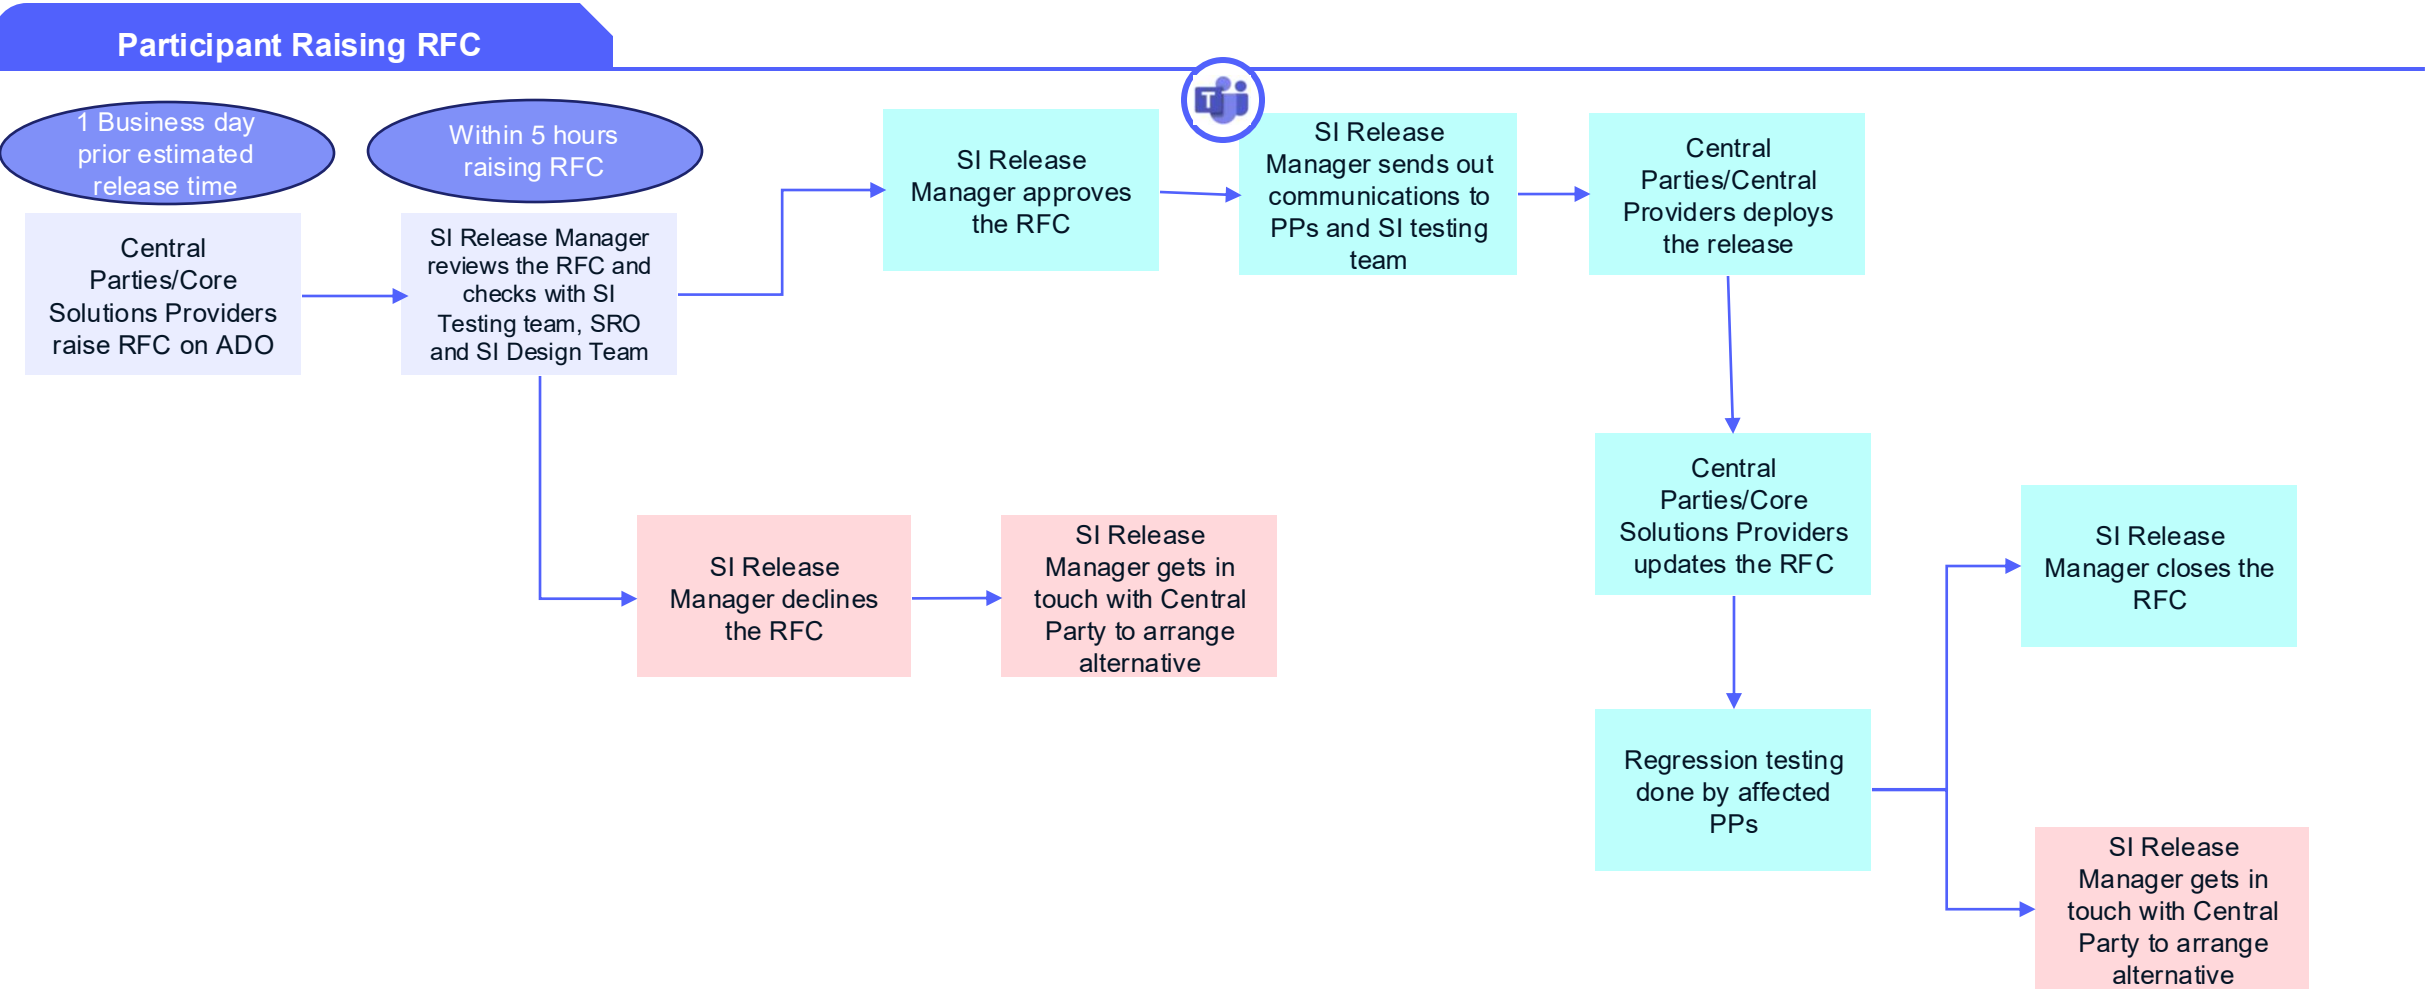 Participant Raising RFC
1 Business day
prior estimated
release time
Within 5 hours
raising RFC
Central
Parties/Core
Solutions Providers
raise RFC on ADO
SI Release Manager
reviews the RFC and
checks with SI
Testing team, SRO
and SI Design Team
SI Release
Manager approves
the RFC
T
SI Release
Manager sends out
communications to
PPs and SI testing
team
Central
Parties/Central
Providers deploys
the release
SI Release
Manager declines
the RFC
SI Release
Manager gets in
touch with Central
Party to arrange
alternative
Central
Parties/Core
Solutions Providers
updates the RFC
Regression testing
done by affected
PPs
SI Release
Manager closes the
RFC
SI Release
Manager gets in
touch with Central
Party to arrange
alternative